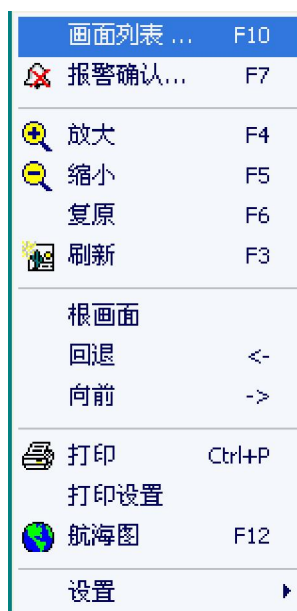 画面列表 ... F10
报警确认... F7
放大 F4
缩小 F5
复原 F6
刷新 F3
根画面
回退 <-
向前 ->
打印 Ctrl+P
打印设置
航海图 F12
设置